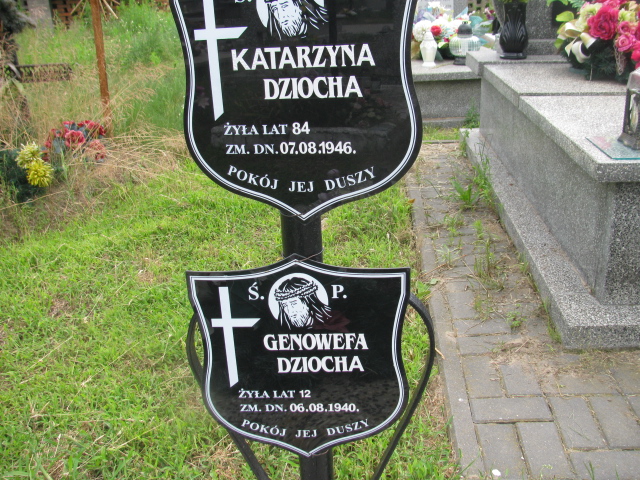 Ś.
KATARZYNA
DZIOCHA
ŻYŁA LAT 84
ZM. DN. 07.08.1946.
POKÓJ JEJ DUSZY
Ś. P.
GENOWEFA
DZIOCHA
ŻYŁA LAT 12
ZM. DN. 06.08.1940.
POKÓJ JEJ DUSZY